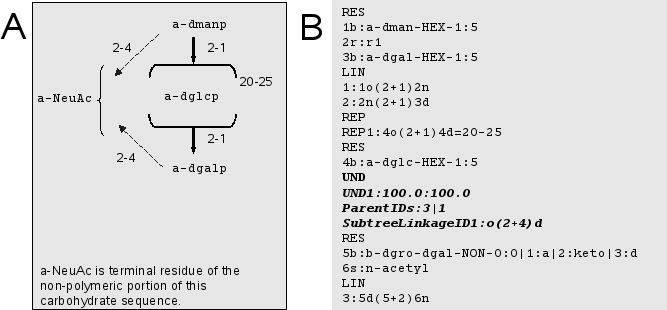 A
a-dmanp
2-4
2-1
20-25
a-NeuAc
a-dglcp
2-1
2-4
a-dgalp
a-NeuAc is terminal residue of the
non-polymeric portion of this
carbohydrate sequence.
B
RES
1b:a-dman-HEX-1:5
2r:r1
3b:a-dgal-HEX-1:5
LIN
1:1o(2+1)2n
2:2n(2+1)3d
REP
REP1:4o(2+1)4d=20-25
RES
4b:a-dglc-HEX-1:5
UND
UND1:100.0:100.0
ParentIDs:3|1
SubtreeLinkageID1:o(2+4)d
RES
5b:b-dgro-dgal-NON-0:0|1:a|2:keto|3:d
6s:n-acetyl
LIN
3:5d(5+2)6n